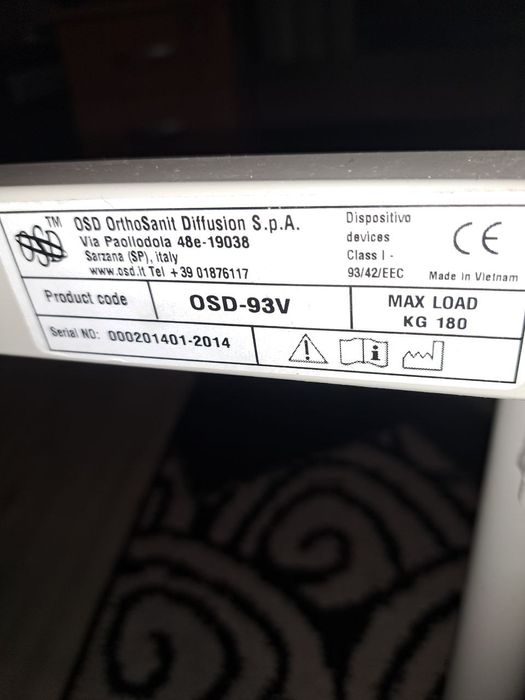 OSD TM
OSD OrthoSanit Diffusion S.p.A.
Via Paollodola 48e-19038
Sarzana (SP), italy
www.osd.it Tel +39 01876117
Dispositivo
devices
Class I -
93/42/EEC
CE
Made in Vietnam
Product code
OSD-93V
MAX LOAD
KG 180
Serial NO: 000201401-2014